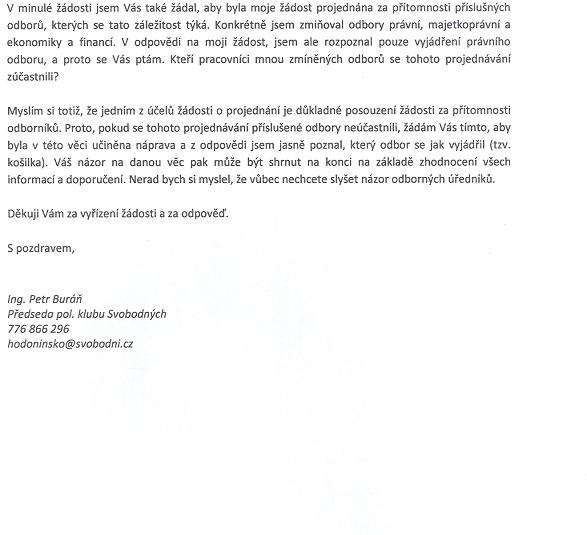 V minulé žádosti jsem Vás také žádal, aby byla moje žádost projednána za přítomnosti příslušných
odborů, kterých se tato záležitost týká. Konkrétně jsem zmiňoval odbory právní, majetkoprávní a
ekonomiky a financí. V odpovědi na moji žádost, jsem ale rozpoznal pouze vyjádření právního
odboru, a proto se Vás ptám. Kteří pracovníci mnou zmíněných odborů se tohoto projednávání
zúčastnili?
Myslím si totiž, že jedním z účelů žádosti o projednání je důkladné posouzení žádosti za přítomnosti
odborníků. Proto, pokud se tohoto projednávání příslušené odbory neúčastnili, žádám Vás tímto, aby
byla v této věci učiněna náprava a z odpovědi jsem jasně poznal, který odbor se jak vyjádřil (tzv.
košilka). Váš názor na danou věc pak může být shrnut na konci na základě zhodnocení všech
informací a doporučení. Nerad bych si myslel, že vůbec nechcete slyšet názor odborných úředníků.
Děkuji Vám za vyřízení žádosti a za odpověď.
S pozdravem,
Ing. Petr Buráň
Předseda pol. klubu Svobodných
776 866 296
hodoninsko@svobodni.cz